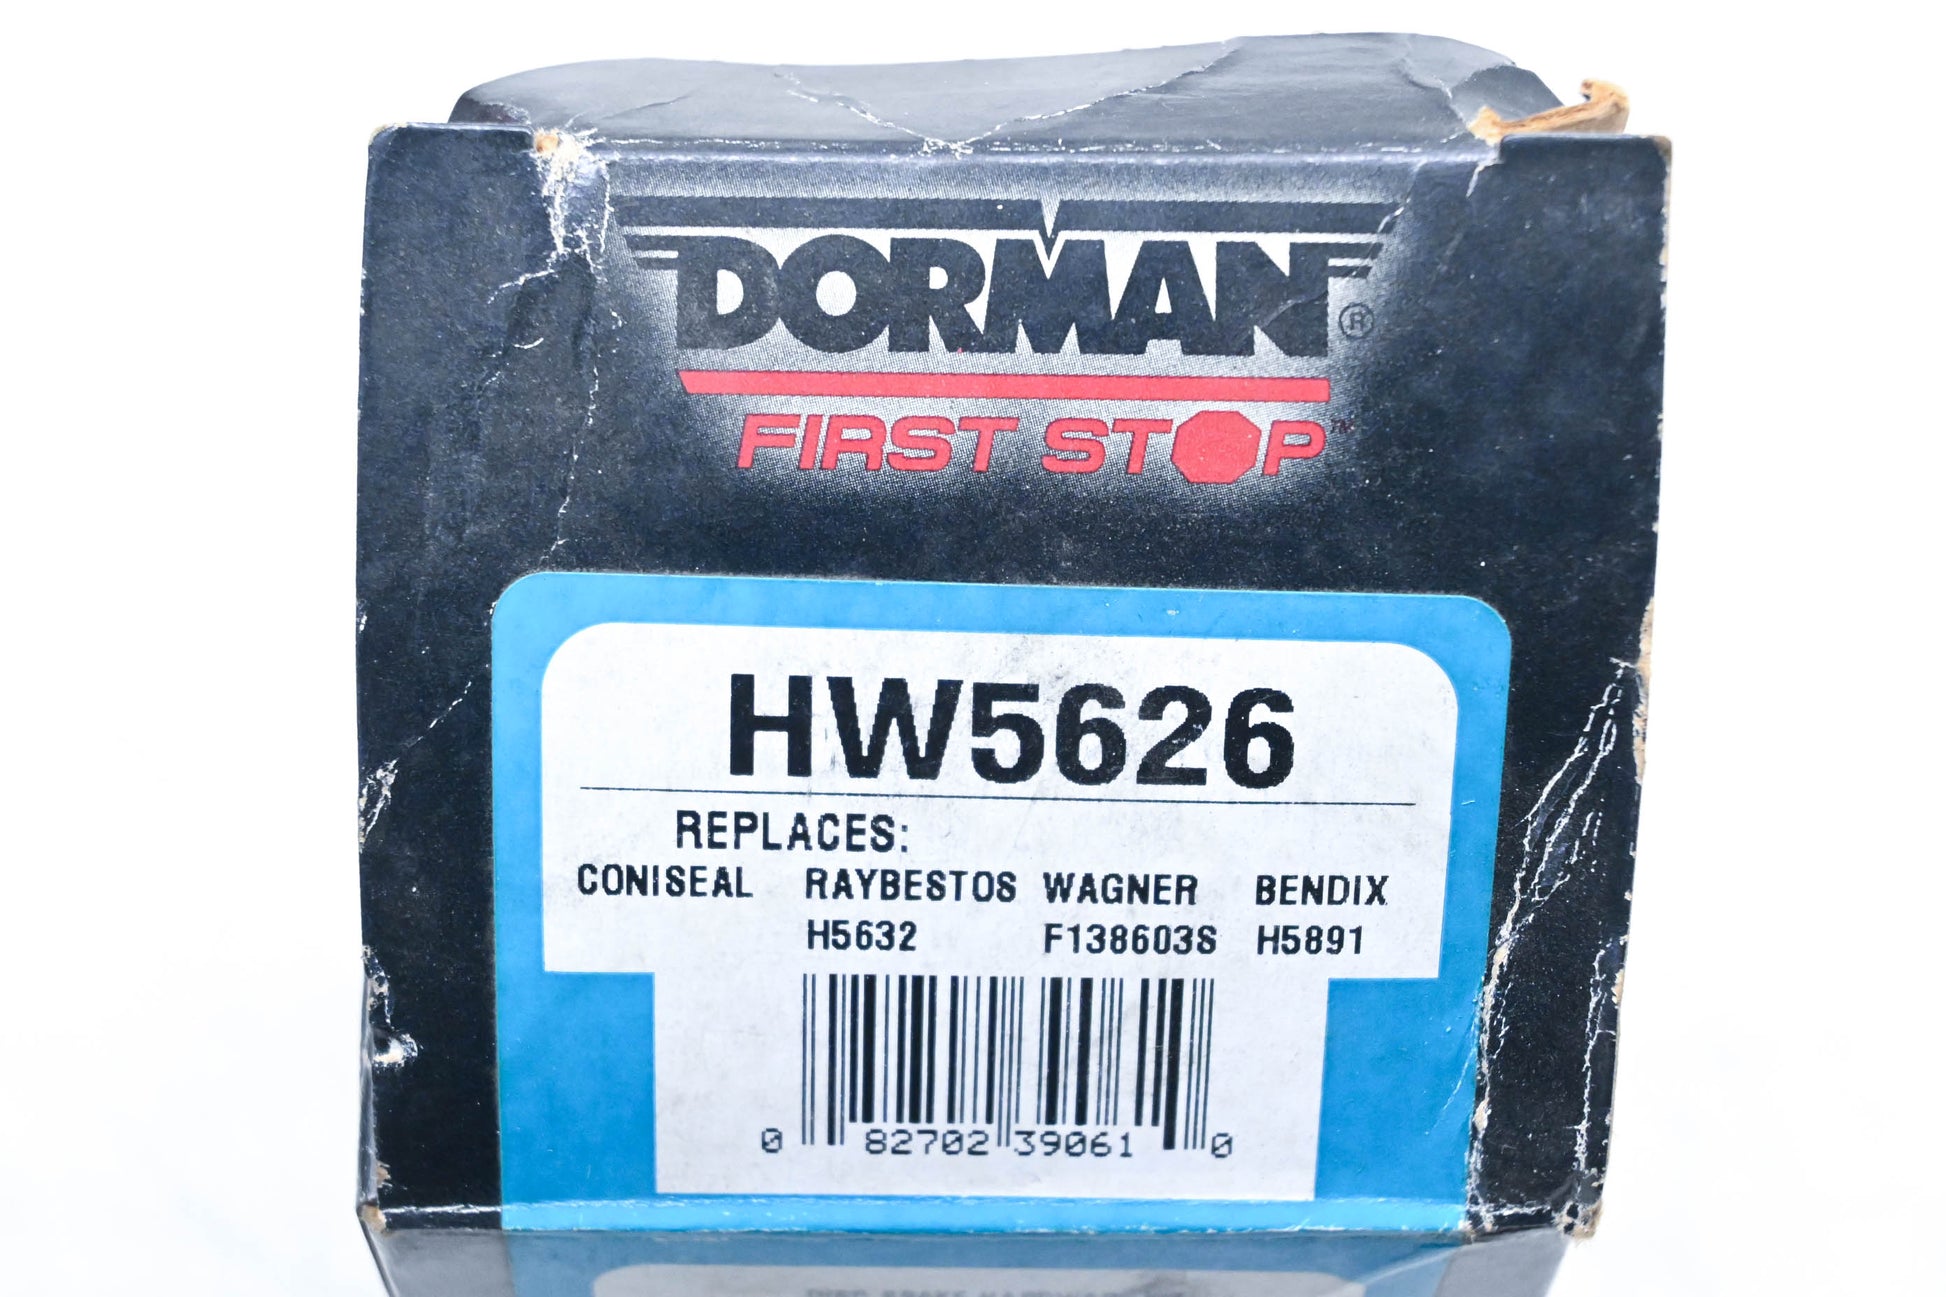 DORMAN®
FIRST STOP™
HW5626
REPLACES:
CONISEAL RAYBESTOS WAGNER BENDIX
H5632 F138603S H5891
0 82702 39061 0